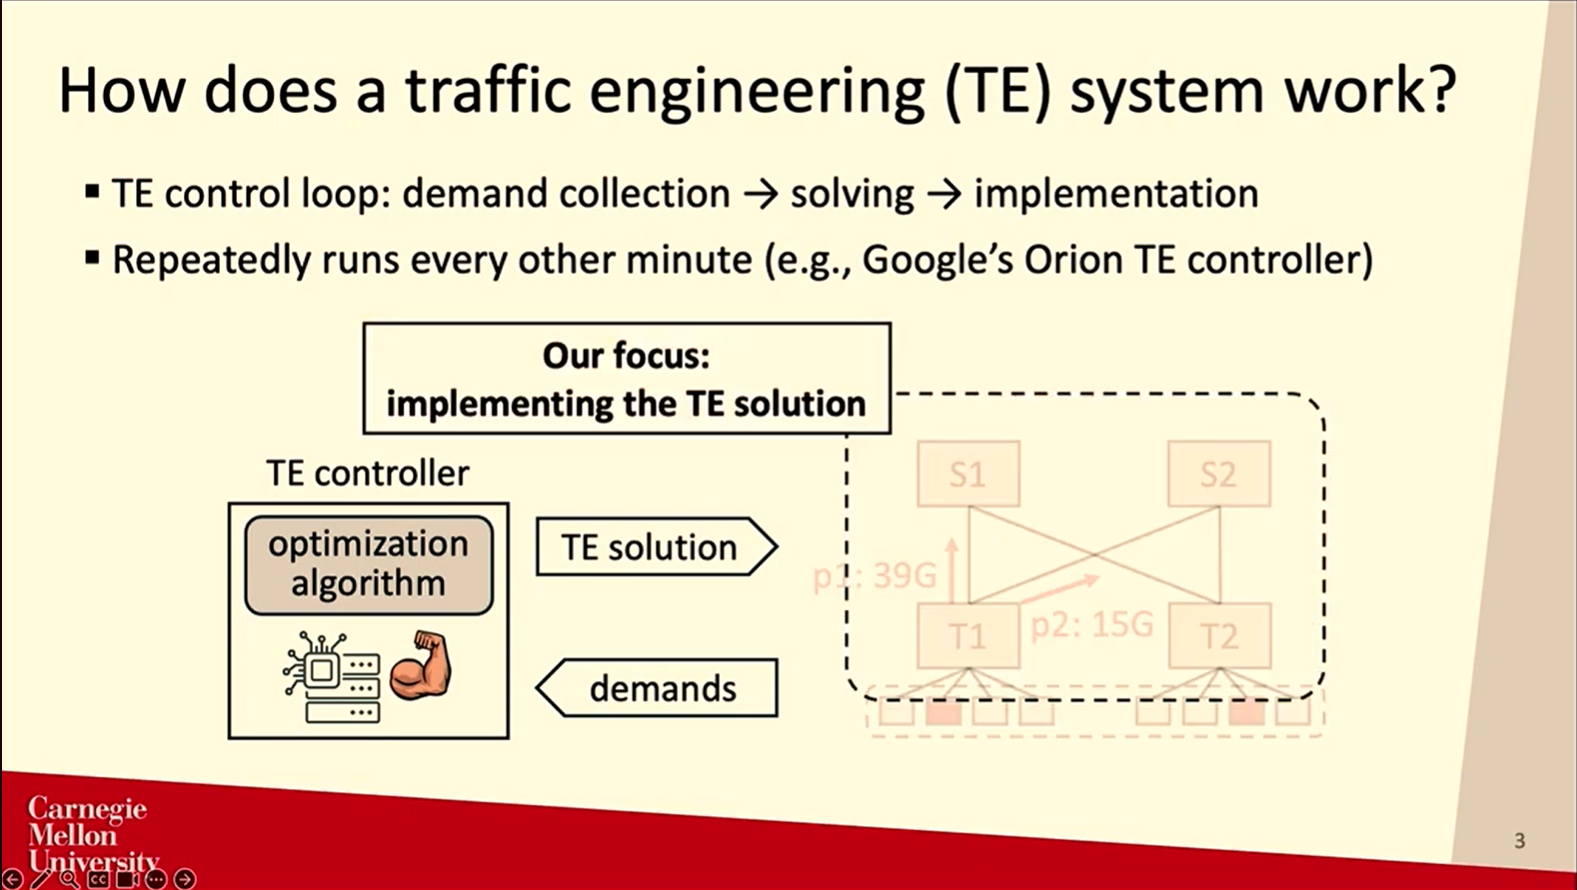 How does a traffic engineering (TE) system work?
▪ TE control loop: demand collection → solving → implementation
▪ Repeatedly runs every other minute (e.g., Google’s Orion TE controller)
Our focus:
implementing the TE solution
TE controller
optimization
algorithm
TE solution
demands
S1
S2
p1: 39G
p2: 15G
T1
T2
Carnegie
Mellon
University
3
CC